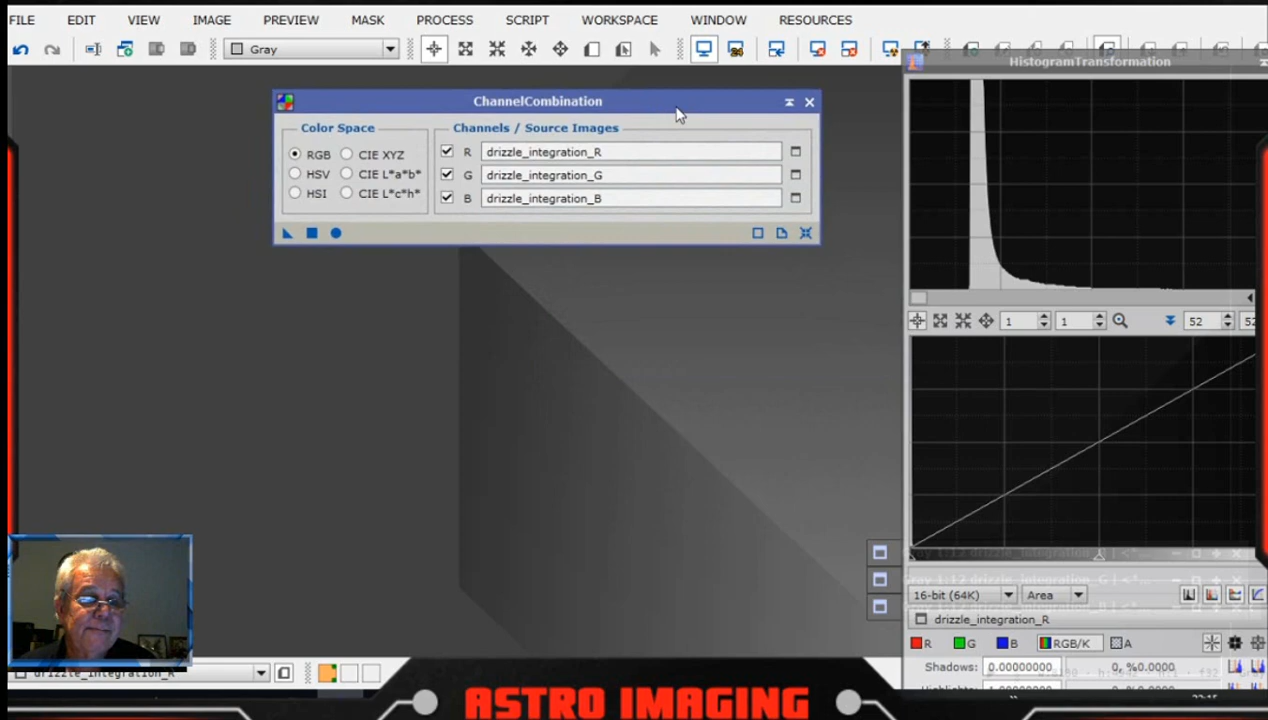 FILE EDIT VIEW IMAGE PREVIEW MASK PROCESS SCRIPT WORKSPACE WINDOW RESOURCES
Gray
HistogramTransformation
ChannelCombination
Color Space
Channels / Source Images
RGB CIE XYZ
R drizzle_integration_R
HSV CIE L*a*b*
G drizzle_integration_G
HSI CIE L*c*h*
B drizzle_integration_B
1 1 52
16-bit (64K) Area
drizzle_integration_R
R G B RGB/K A
Shadows: 0.00000000 0, %0.0000
drizzle_integration_R
ASTRO IMAGING